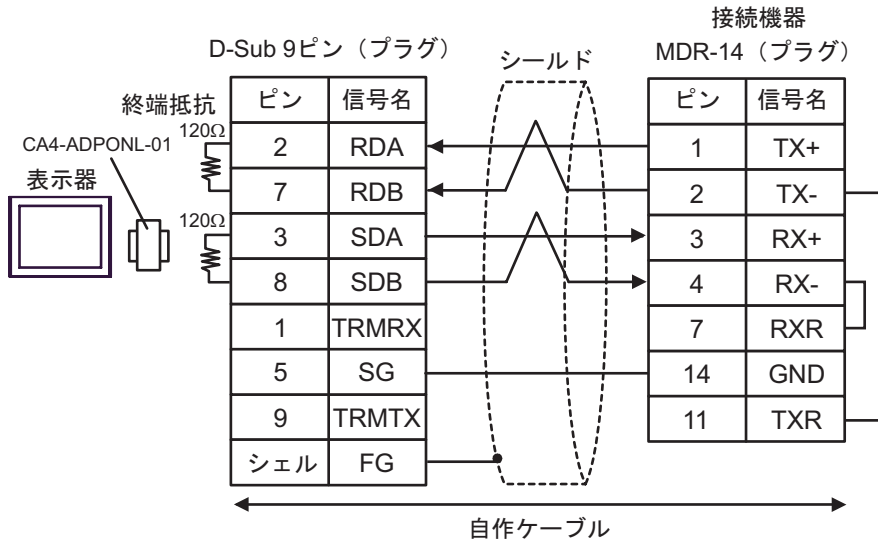 接続機器
D-Sub 9ピン（プラグ）
シールド
MDR-14（プラグ）
終端抵抗
CA4-ADPONL-01
表示器
120Ω
120Ω
ピン 信号名
2 RDA
7 RDB
3 SDA
8 SDB
1 TRMRX
5 SG
9 TRMTX
シェル FG
ピン 信号名
1 TX+
2 TX-
3 RX+
4 RX-
7 RXR
14 GND
11 TXR
自作ケーブル